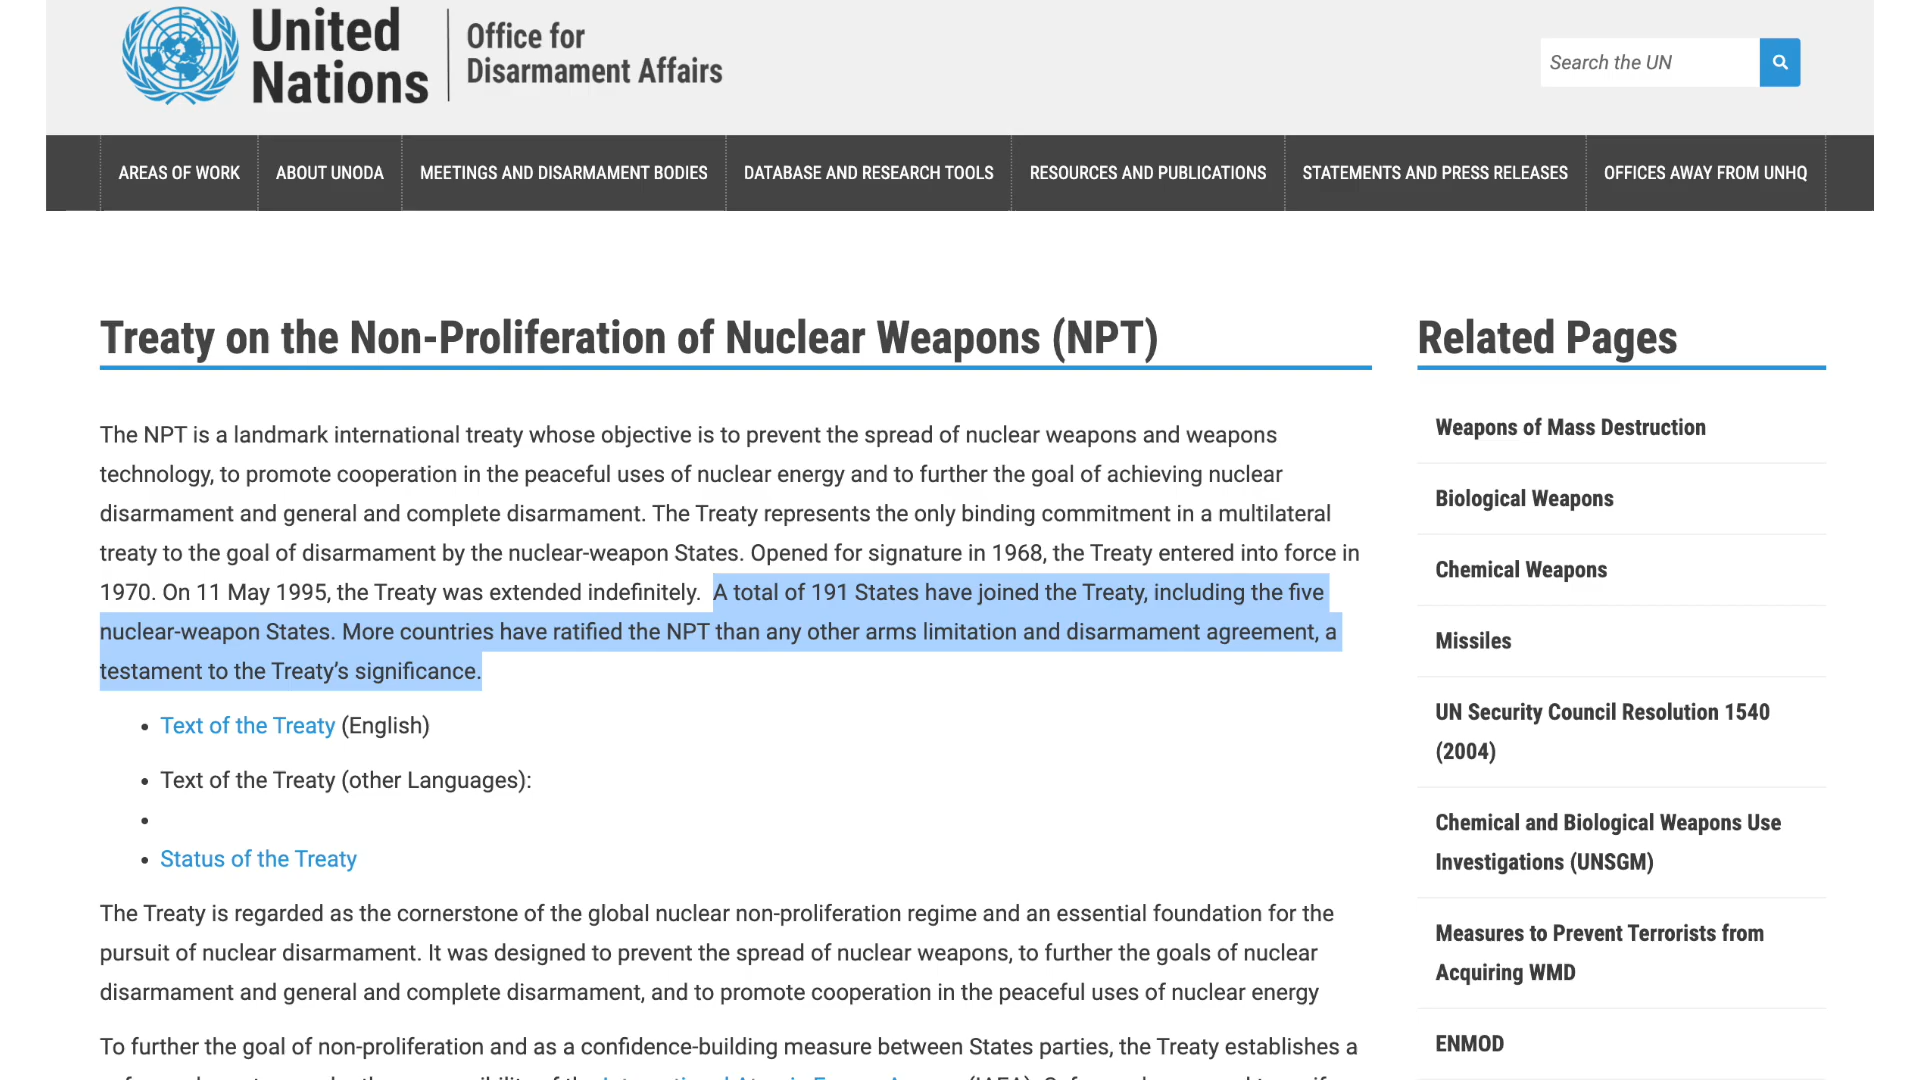 United
Nations
Office for
Disarmament Affairs
Search the UN
AREAS OF WORK
ABOUT UNODA
MEETINGS AND DISARMAMENT BODIES
DATABASE AND RESEARCH TOOLS
RESOURCES AND PUBLICATIONS
STATEMENTS AND PRESS RELEASES
OFFICES AWAY FROM UNHQ
Treaty on the Non-Proliferation of Nuclear Weapons (NPT)
The NPT is a landmark international treaty whose objective is to prevent the spread of nuclear weapons and weapons
technology, to promote cooperation in the peaceful uses of nuclear energy and to further the goal of achieving nuclear
disarmament and general and complete disarmament. The Treaty represents the only binding commitment in a multilateral
treaty to the goal of disarmament by the nuclear-weapon States. Opened for signature in 1968, the Treaty entered into force in
1970. On 11 May 1995, the Treaty was extended indefinitely. A total of 191 States have joined the Treaty, including the five
nuclear-weapon States. More countries have ratified the NPT than any other arms limitation and disarmament agreement, a
testament to the Treaty’s significance.
• Text of the Treaty (English)
• Text of the Treaty (other Languages):
•
• Status of the Treaty
The Treaty is regarded as the cornerstone of the global nuclear non-proliferation regime and an essential foundation for the
pursuit of nuclear disarmament. It was designed to prevent the spread of nuclear weapons, to further the goals of nuclear
disarmament and general and complete disarmament, and to promote cooperation in the peaceful uses of nuclear energy
To further the goal of non-proliferation and as a confidence-building measure between States parties, the Treaty establishes a
Related Pages
Weapons of Mass Destruction
Biological Weapons
Chemical Weapons
Missiles
UN Security Council Resolution 1540
(2004)
Chemical and Biological Weapons Use
Investigations (UNSGM)
Measures to Prevent Terrorists from
Acquiring WMD
ENMOD